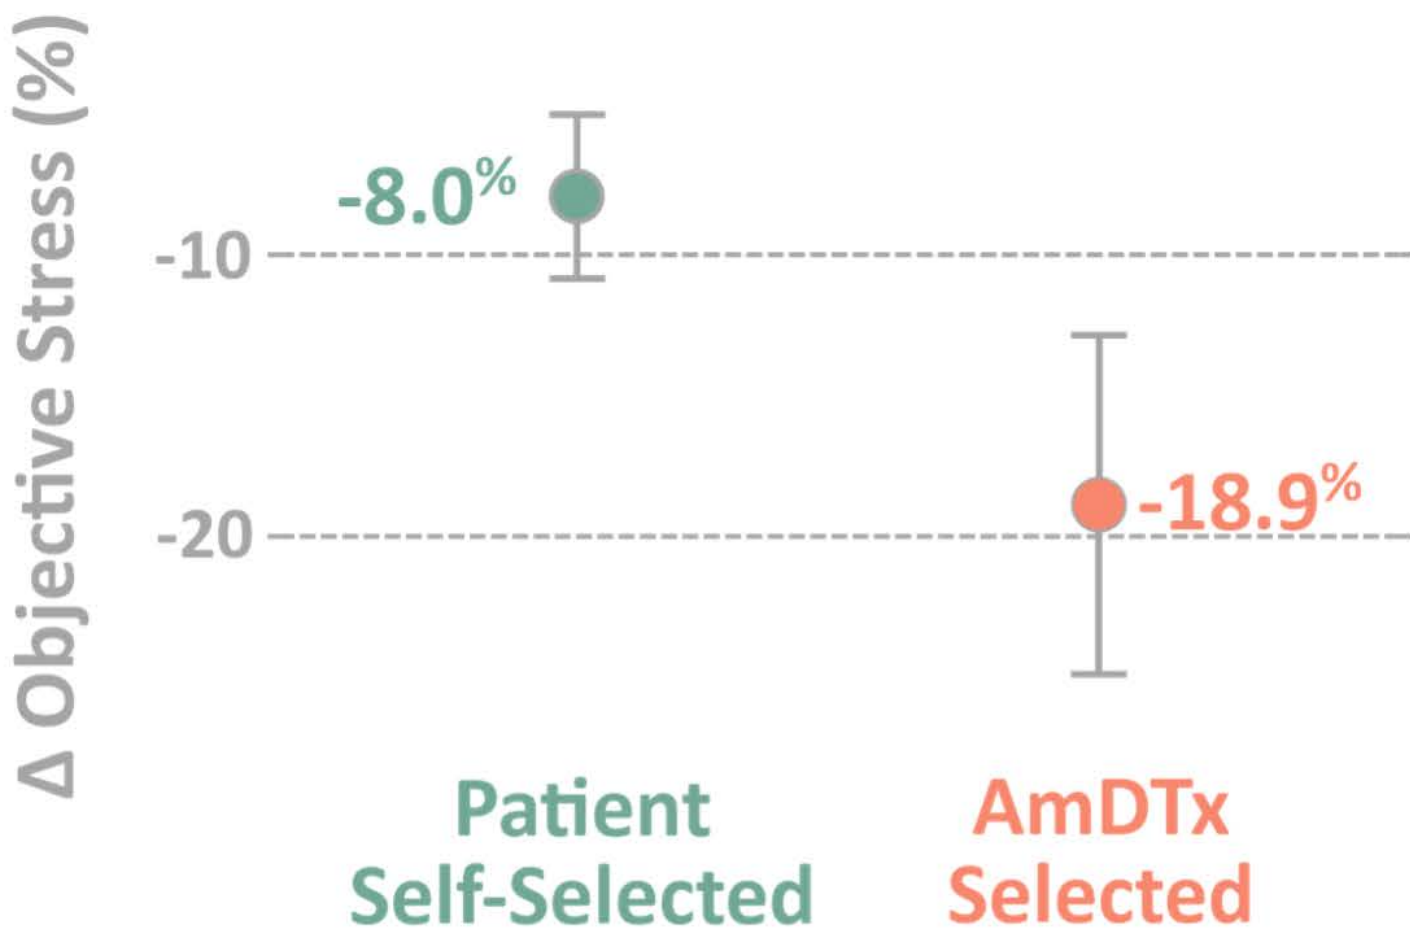 Δ Objective Stress (%)
-8.0%
-10
-18.9%
-20
Patient
Self-Selected
AmDTx
Selected